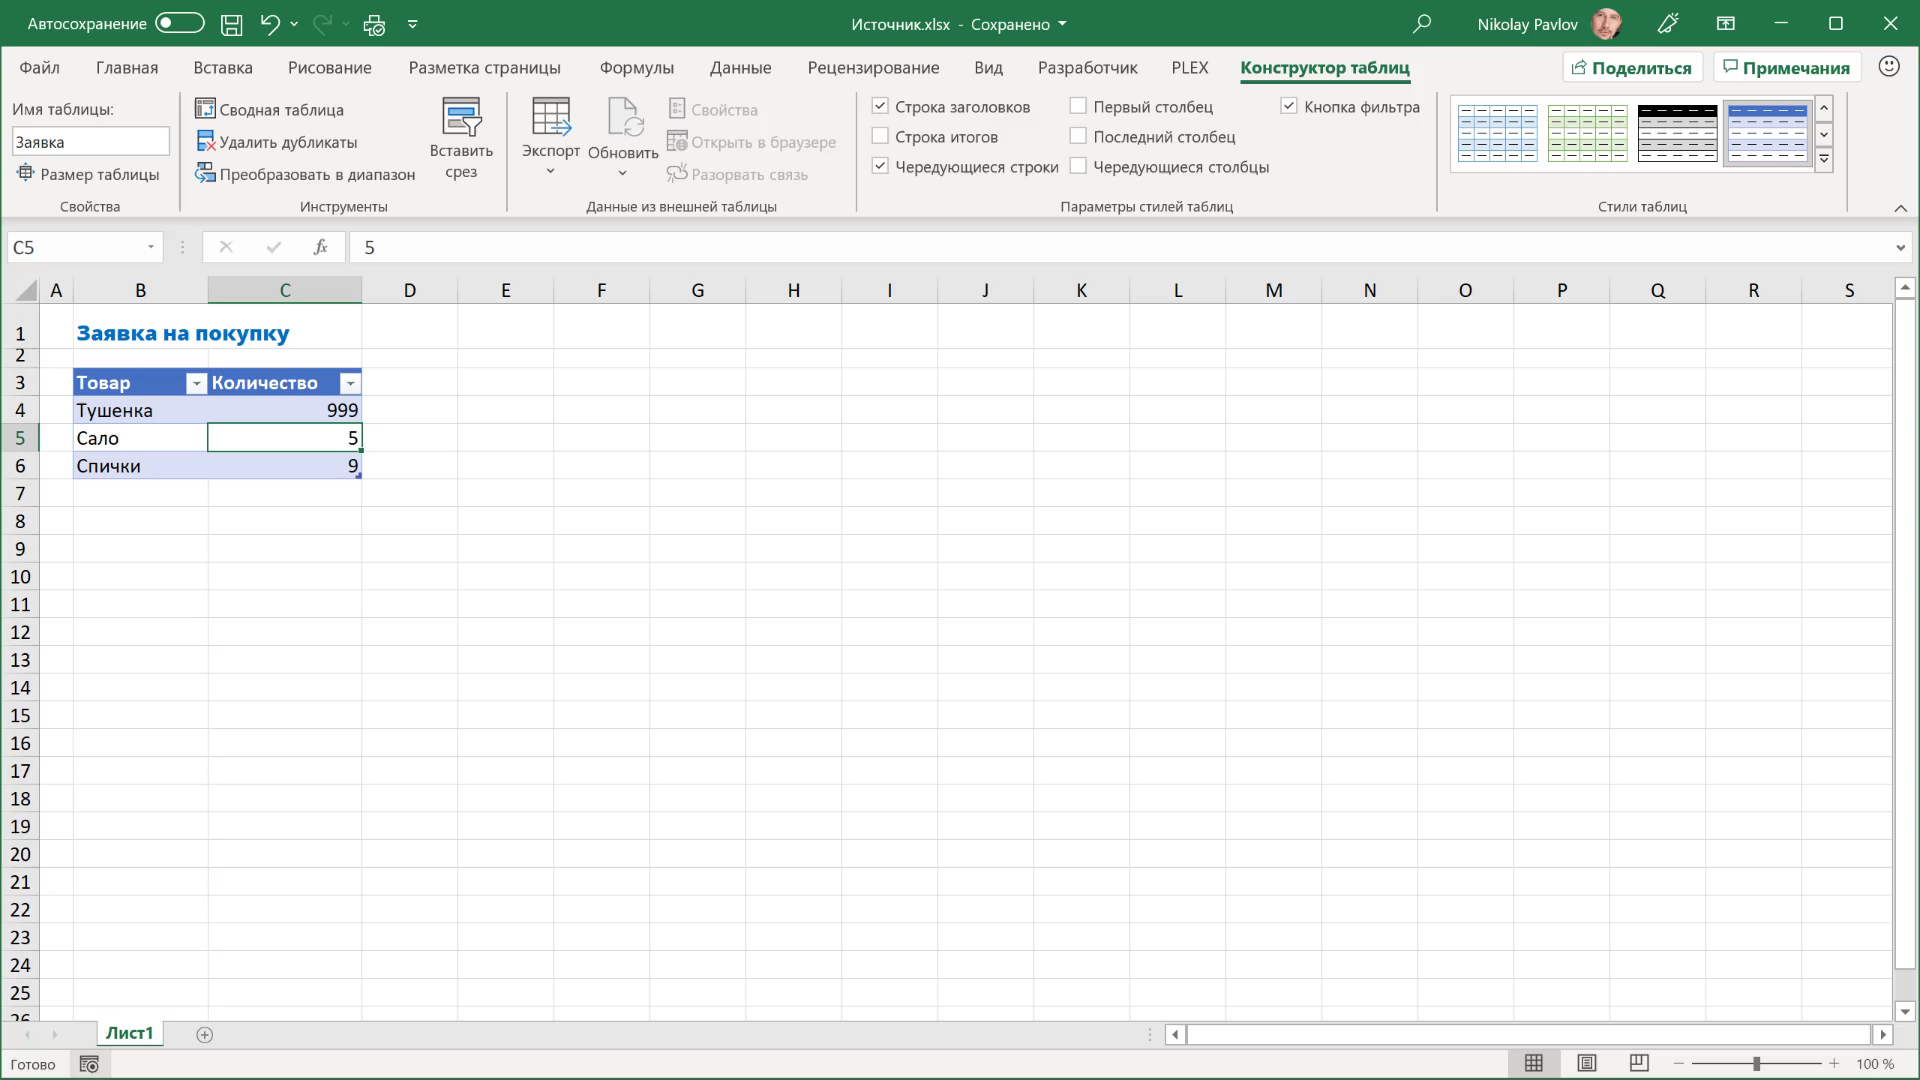 Автосохранение
Источник.xlsx - Сохранено
Nikolay Pavlov
Файл Главная Вставка Рисование Разметка страницы Формулы Данные Рецензирование Вид Разработчик PLEX Конструктор таблиц Поделиться Примечания
Имя таблицы:
Заявка
Размер таблицы
Свойства
Сводная таблица
Удалить дубликаты
Преобразовать в диапазон
Вставить
срез
Инструменты
Экспорт
Обновить
Свойства
Открыть в браузере
Разорвать связь
Данные из внешней таблицы
Строка заголовков
Строка итогов
Чередующиеся строки
Первый столбец
Последний столбец
Чередующиеся столбцы
Кнопка фильтра
Параметры стилей таблиц
Стили таблиц
C5
fx
5
A B C D E F G H I J K L M N O P Q R S
1 Заявка на покупку
2
3 Товар Количество
4 Тушенка 999
5 Сало 5
6 Спички 9
7
8
9
10
11
12
13
14
15
16
17
18
19
20
21
22
23
24
25
26
Лист1
Готово
100 %